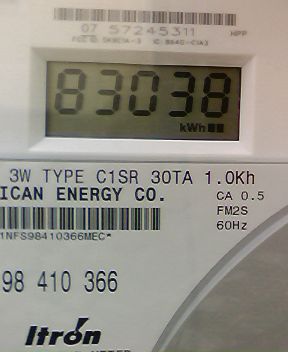 07 57245311
HPP
83038
kWh
3W TYPE C1SR 30TA 1.0Kh
ICAN ENERGY CO.
CA 0.5
FM2S
60Hz
1NFS98410366MEC*
98 410 366
Itron